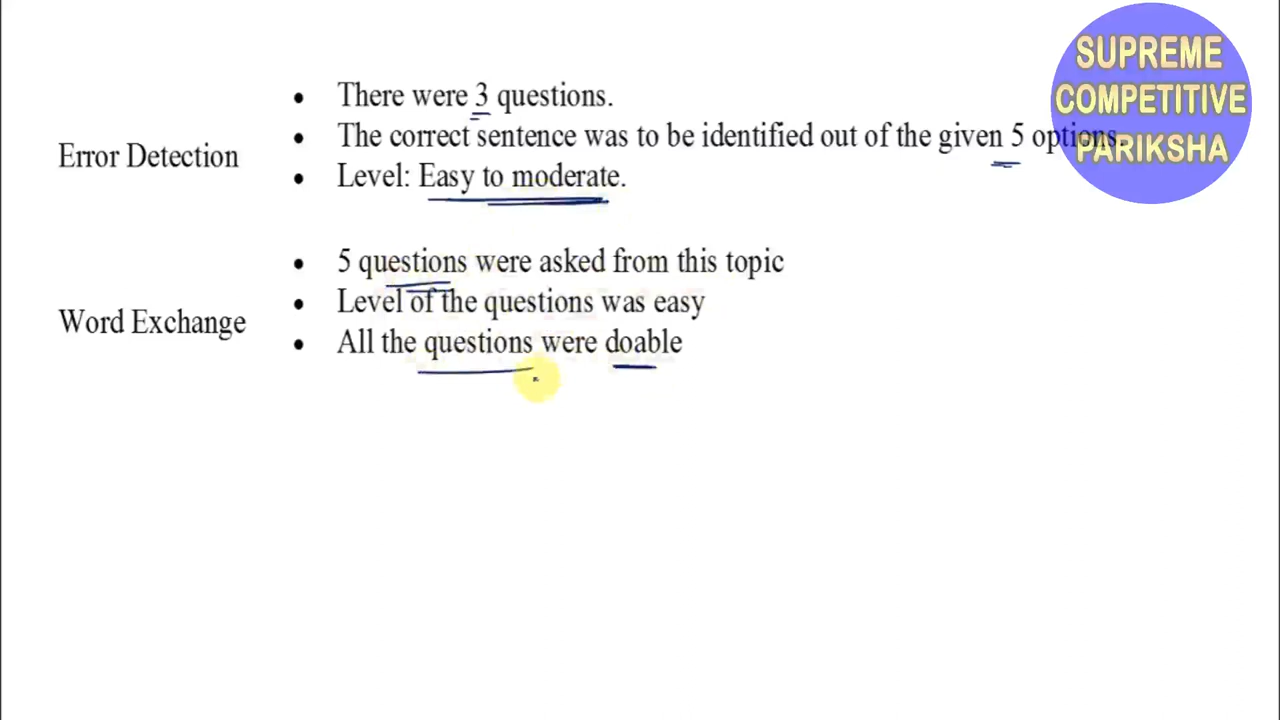 SUPREME
COMPETITIVE
PARIKSHA
• There were 3 questions.
• The correct sentence was to be identified out of the given 5 options.
• Level: Easy to moderate.
Error Detection
• 5 questions were asked from this topic
• Level of the questions was easy
• All the questions were doable
Word Exchange